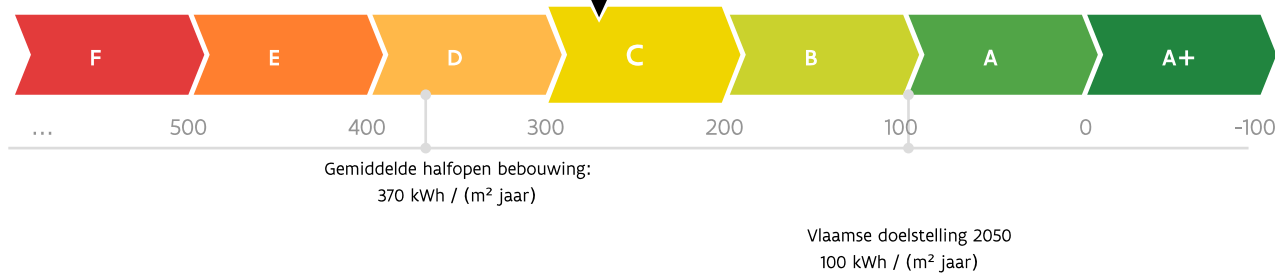 F E D C B A A+
... 500 400 300 200 100 0 -100
Gemiddelde halfopen bebouwing:
370 kWh / (m² jaar)
Vlaamse doelstelling 2050
100 kWh / (m² jaar)